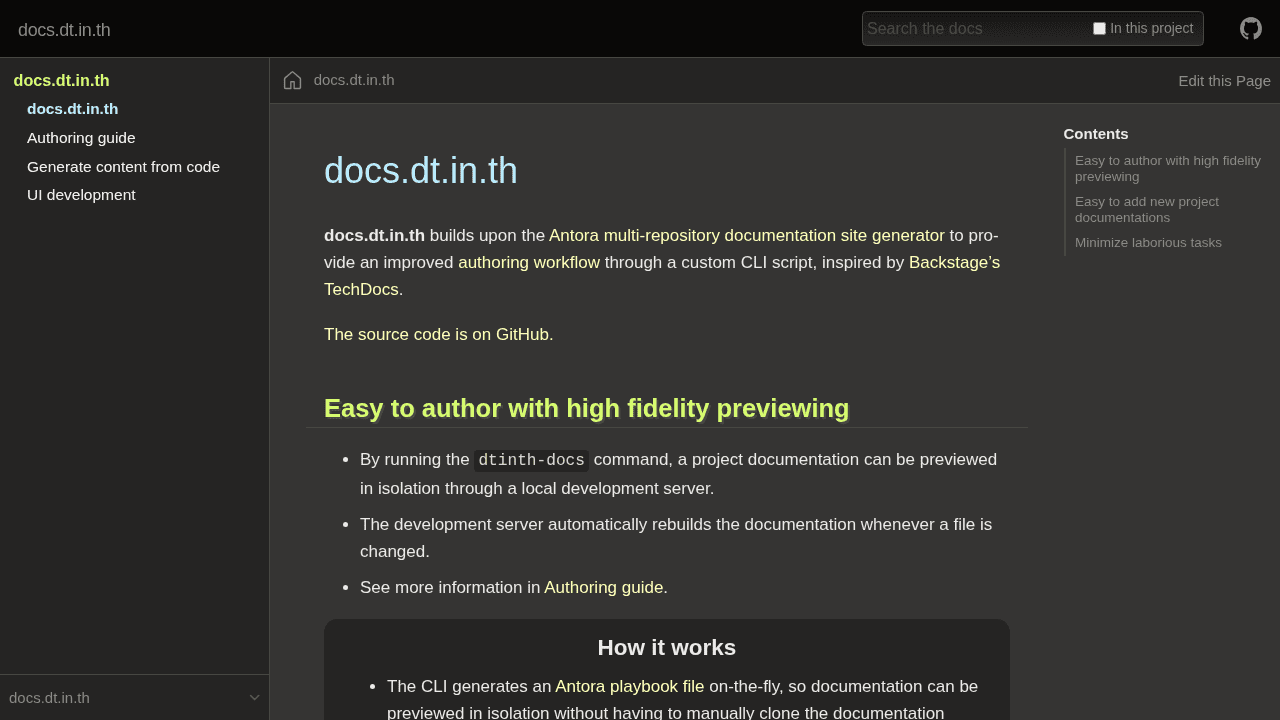 docs.dt.in.th
Search the docs
In this project
docs.dt.in.th
docs.dt.in.th
Authoring guide
Generate content from code
UI development
docs.dt.in.th
docs.dt.in.th
Edit this Page
docs.dt.in.th
docs.dt.in.th builds upon the Antora multi-repository documentation site generator to pro-
vide an improved authoring workflow through a custom CLI script, inspired by Backstage’s
TechDocs.
The source code is on GitHub.
Easy to author with high fidelity previewing
By running the dtinth-docs command, a project documentation can be previewed
in isolation through a local development server.
The development server automatically rebuilds the documentation whenever a file is
changed.
See more information in Authoring guide.
How it works
The CLI generates an Antora playbook file on-the-fly, so documentation can be
previewed in isolation without having to manually clone the documentation
Contents
Easy to author with high fidelity
previewing
Easy to add new project
documentations
Minimize laborious tasks